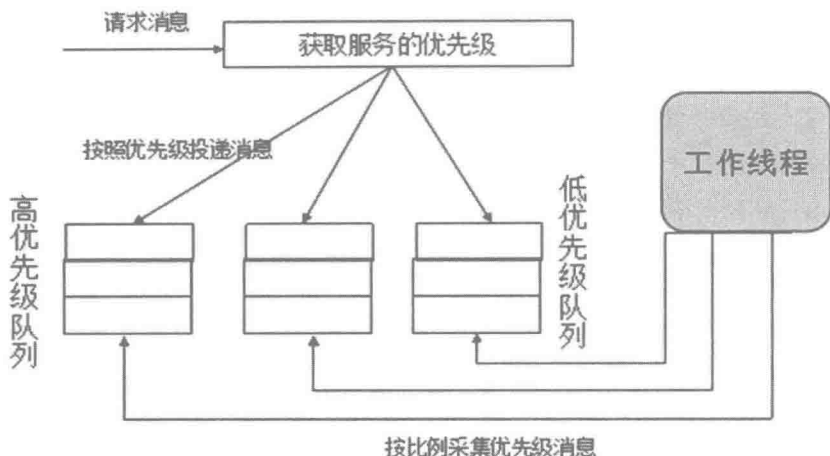 请求消息
获取服务的优先级
按照优先级投递消息
工作线程
高优先级队列
低优先级队列
按比例采集优先级消息